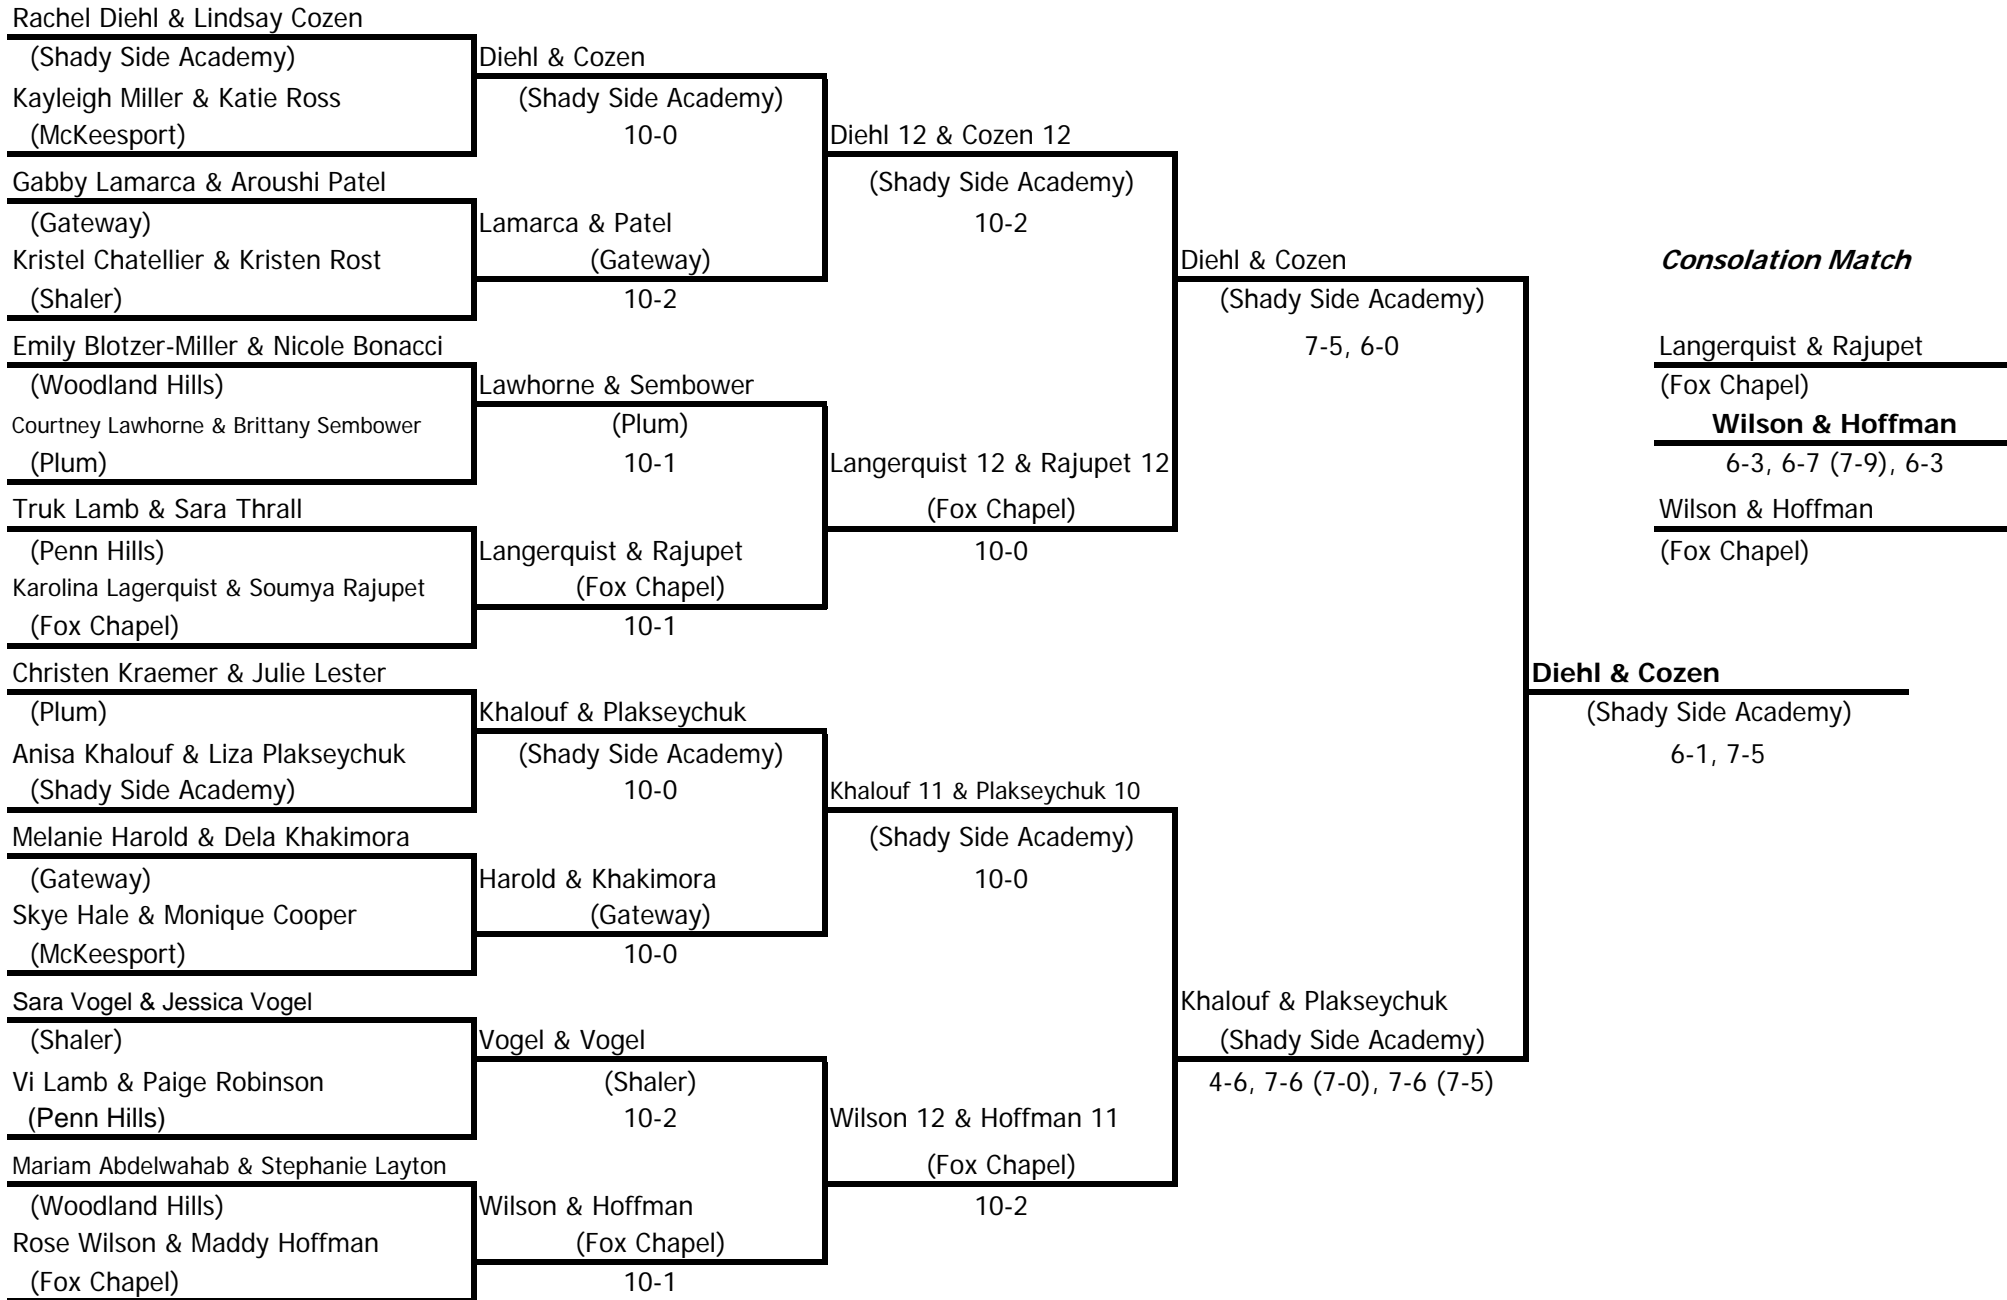 Rachel Diehl & Lindsay Cozen
(Shady Side Academy)
Kayleigh Miller & Katie Ross
(McKeesport)
Gabby Lamarca & Aroushi Patel
(Gateway)
Kristel Chatellier & Kristen Rost
(Shaler)
Emily Blotzer-Miller & Nicole Bonacci
(Woodland Hills)
Courtney Lawhorne & Brittany Sembower
(Plum)
Truk Lamb & Sara Thrall
(Penn Hills)
Karolina Lagerquist & Soumya Rajupet
(Fox Chapel)
Christen Kraemer & Julie Lester
(Plum)
Anisa Khalouf & Liza Plakseychuk
(Shady Side Academy)
Melanie Harold & Dela Khakimora
(Gateway)
Skye Hale & Monique Cooper
(McKeesport)
Sara Vogel & Jessica Vogel
(Shaler)
Vi Lamb & Paige Robinson
(Penn Hills)
Mariam Abdelwahab & Stephanie Layton
(Woodland Hills)
Rose Wilson & Maddy Hoffman
(Fox Chapel)
Diehl & Cozen
(Shady Side Academy)
10-0
Lamarca & Patel
(Gateway)
10-2
Lawhorne & Sembower
(Plum)
10-1
Langerquist & Rajupet
(Fox Chapel)
10-1
Khalouf & Plakseychuk
(Shady Side Academy)
10-0
Harold & Khakimora
(Gateway)
10-0
Vogel & Vogel
(Shaler)
10-2
Wilson & Hoffman
(Fox Chapel)
10-1
Diehl 12 & Cozen 12
(Shady Side Academy)
10-2
Langerquist 12 & Rajupet 12
(Fox Chapel)
10-0
Khalouf 11 & Plakseychuk 10
(Shady Side Academy)
10-0
Wilson 12 & Hoffman 11
(Fox Chapel)
10-2
Diehl & Cozen
(Shady Side Academy)
7-5, 6-0
Khalouf & Plakseychuk
(Shady Side Academy)
4-6, 7-6 (7-0), 7-6 (7-5)
Diehl & Cozen
(Shady Side Academy)
6-1, 7-5
Consolation Match
Langerquist & Rajupet
(Fox Chapel)
Wilson & Hoffman
6-3, 6-7 (7-9), 6-3
Wilson & Hoffman
(Fox Chapel)